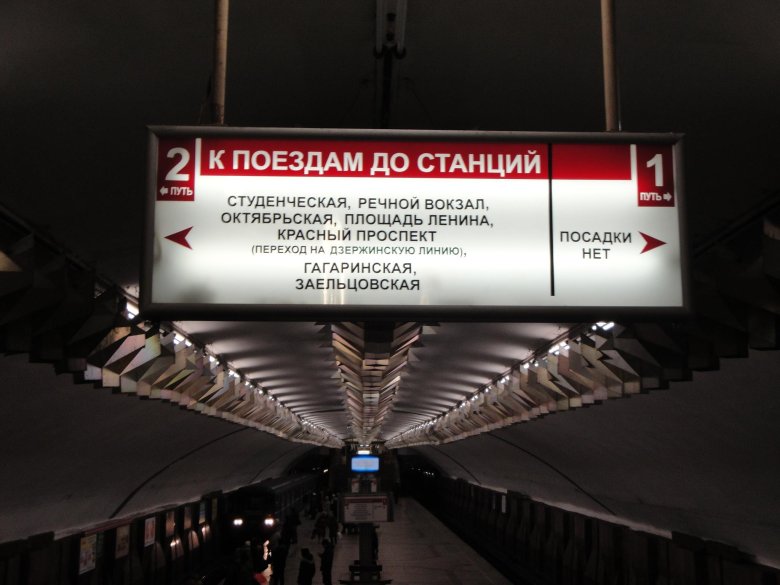 2
← ПУТЬ
К ПОЕЗДАМ ДО СТАНЦИЙ
1
ПУТЬ →
СТУДЕНЧЕСКАЯ, РЕЧНОЙ ВОКЗАЛ,
ОКТЯБРЬСКАЯ, ПЛОЩАДЬ ЛЕНИНА,
КРАСНЫЙ ПРОСПЕКТ
(ПЕРЕХОД НА ДЗЕРЖИНСКУЮ ЛИНИЮ),
ГАГАРИНСКАЯ,
ЗАЕЛЬЦОВСКАЯ
ПОСАДКИ
НЕТ